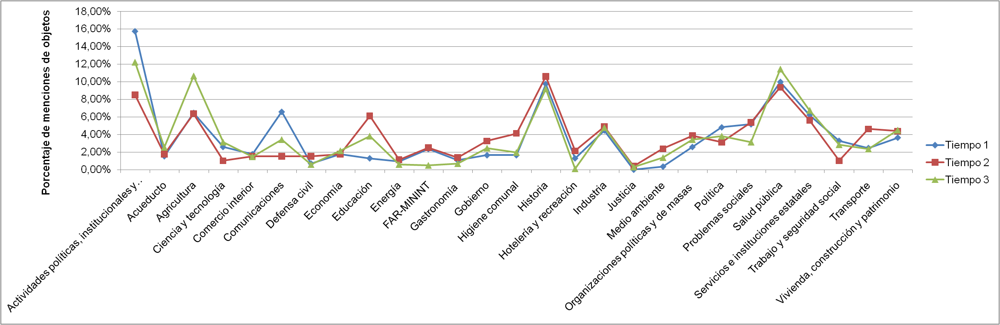 Porcentaje de menciones de objetos
18,00%
16,00%
14,00%
12,00%
10,00%
8,00%
6,00%
4,00%
2,00%
0,00%
Actividades políticas, institucionales y…
Acueducto
Agricultura
Ciencia y tecnología
Comercio interior
Comunicaciones
Defensa civil
Economía
Educación
Energía
FAR-MININT
Gastronomía
Gobierno
Higiene comunal
Historia
Hotelería y recreación
Industria
Justicia
Medio ambiente
Organizaciones políticas y de masas
Política
Problemas sociales
Salud pública
Servicios e instituciones estatales
Trabajo y seguridad social
Transporte
Vivienda, construcción y patrimonio
Tiempo 1
Tiempo 2
Tiempo 3